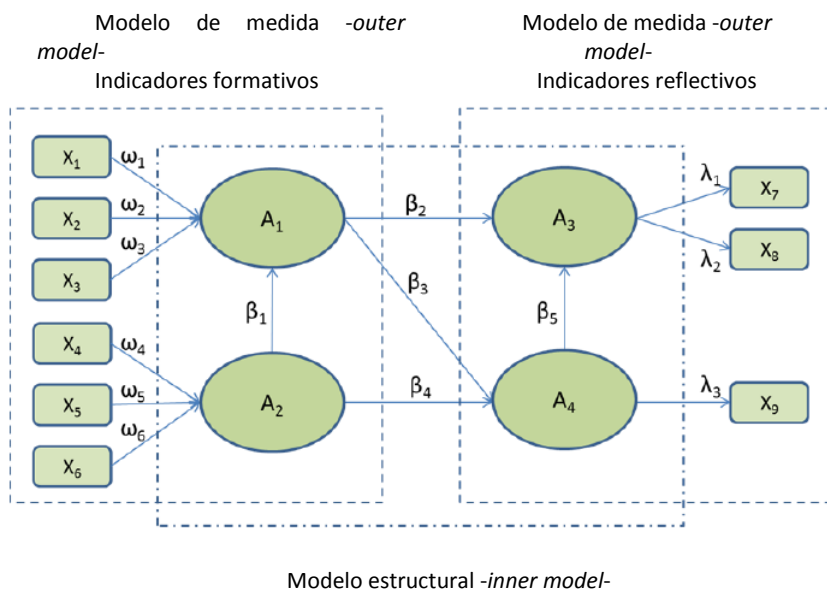 Modelo de medida -outer
model-
Indicadores formativos
Modelo de medida -outer
model-
Indicadores reflectivos
X₁
ω₁
X₂
ω₂
X₃
ω₃
X₄
ω₄
X₅
ω₅
X₆
ω₆
A₁
β₁
A₂
β₂
β₃
β₄
A₃
β₅
A₄
λ₁
X₇
λ₂
X₈
λ₃
X₉
Modelo estructural -inner model-